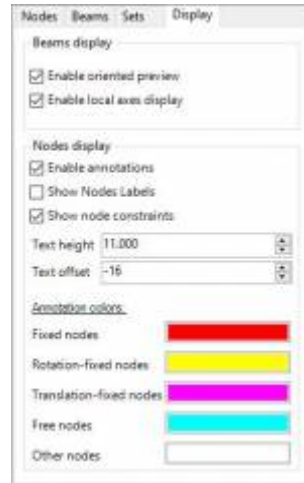 Nodes Beams Sets Display
Beams display
Enable oriented preview
Enable local axes display
Nodes display
Enable annotations
Show Nodes Labels
Show node constraints
Text height 11.000
Text offset -16
Annotation colors:
Fixed nodes
Rotation-fixed nodes
Translation-fixed nodes
Free nodes
Other nodes